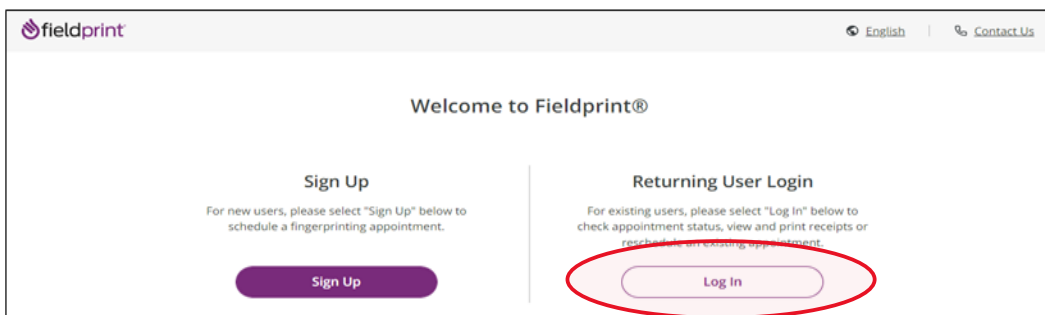 fieldprint
English | Contact Us
Welcome to Fieldprint®
Sign Up
For new users, please select "Sign Up" below to
schedule a fingerprinting appointment.
Sign Up
Returning User Login
For existing users, please select "Log In" below to
check appointment status, view and print receipts or
reschedule an existing appointment.
Log In